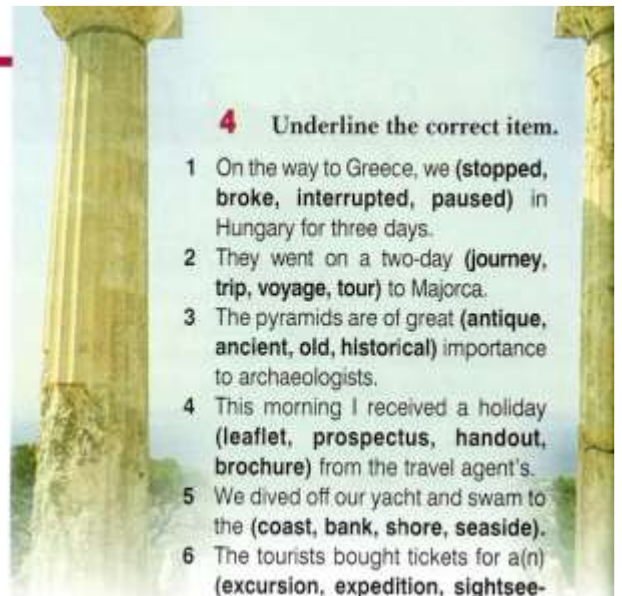 4 Underline the correct item.
1 On the way to Greece, we (stopped,
broke, interrupted, paused) in
Hungary for three days.
2 They went on a two-day (journey,
trip, voyage, tour) to Majorca.
3 The pyramids are of great (antique,
ancient, old, historical) importance
to archaeologists.
4 This morning I received a holiday
(leaflet, prospectus, handout,
brochure) from the travel agent's.
5 We dived off our yacht and swam to
the (coast, bank, shore, seaside).
6 The tourists bought tickets for a(n)
(excursion, expedition, sightsee-